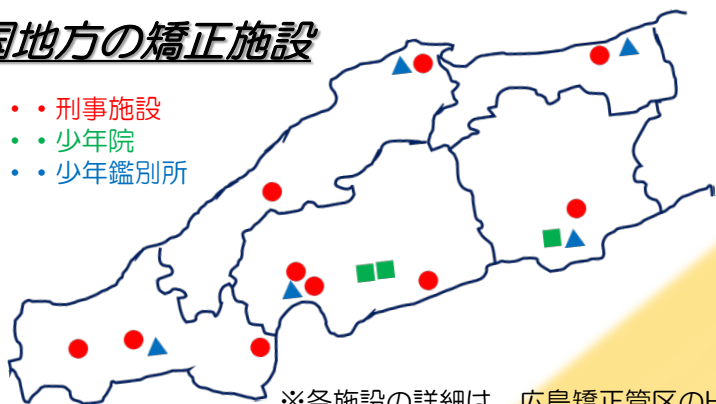 国地方の矯正施設
・・刑事施設
・・少年院
・・少年鑑別所
※各施設の詳細は、広島矯正管区のH